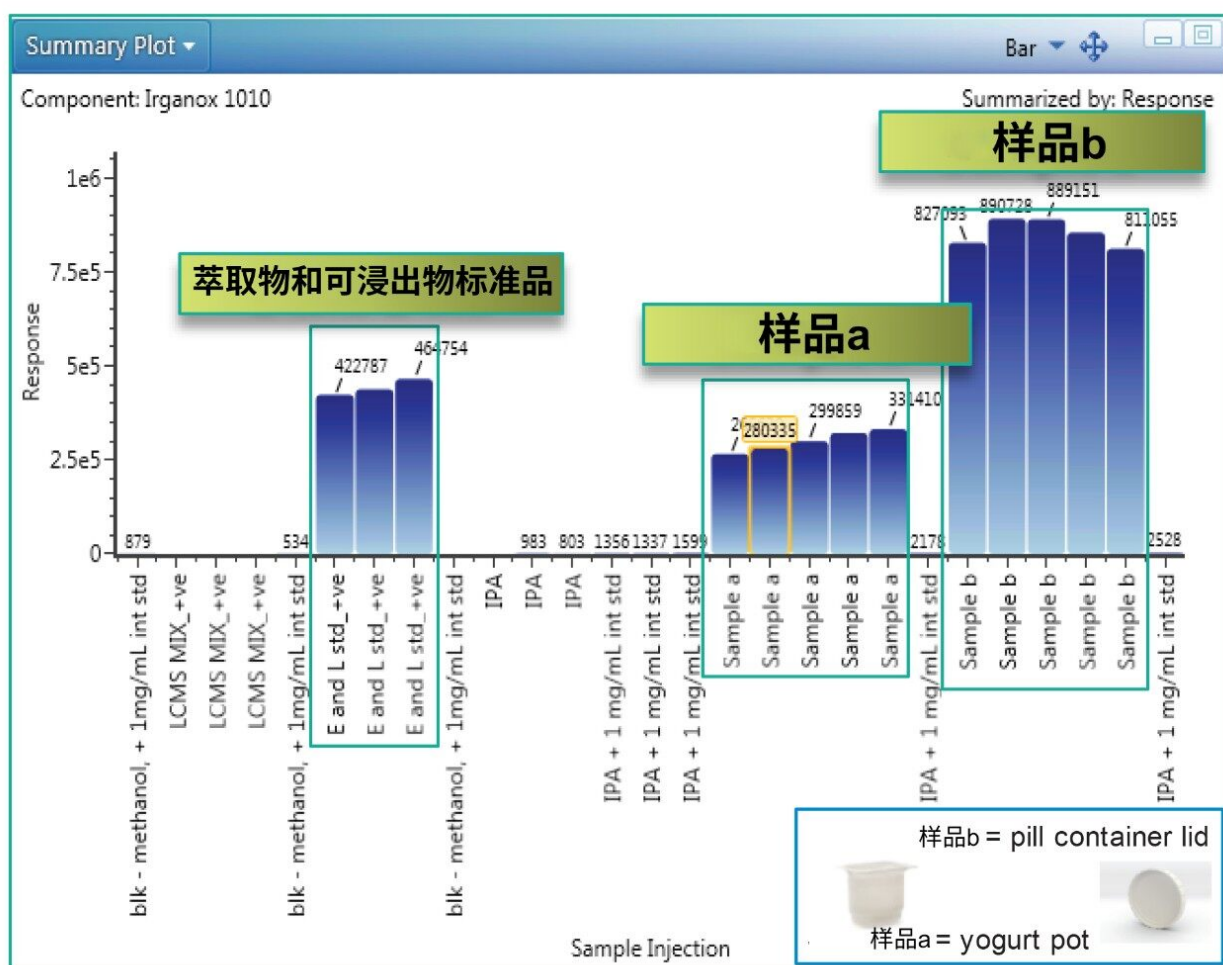 Summary Plot
Bar
Component: Irganox 1010
Summarized by: Response
样品b
889151
890728
827093
811055
1e6
萃取物和可浸出物标准品
7.5e5
样品a
464754
422787
5e5
Response
331410
299859
280335
2.5e5
879
534
983
803
1356
1337
1599
2178
2528
0
blk - methanol, + 1mg/mL int std
LCMS MIX_+ve
LCMS MIX_+ve
LCMS MIX_+ve
blk - methanol, + 1mg/mL int std
E and L std_+ve
E and L std_+ve
E and L std_+ve
blk - methanol, + 1mg/mL int std
IPA
IPA
IPA
IPA + 1 mg/mL int std
IPA + 1 mg/mL int std
IPA + 1 mg/mL int std
Sample a
Sample a
Sample a
Sample a
Sample a
IPA + 1 mg/mL int std
Sample b
Sample b
Sample b
Sample b
Sample b
IPA + 1 mg/mL int std
样品b = pill container lid
样品a = yogurt pot
Sample Injection